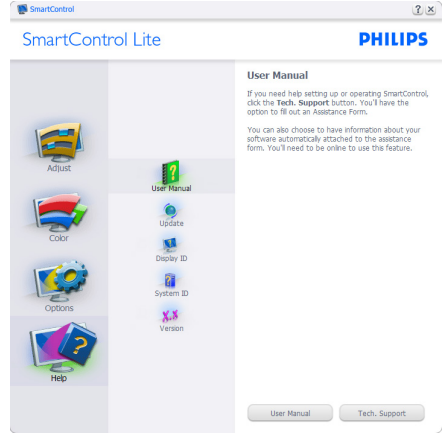 SmartControl
SmartControl Lite
PHILIPS
Adjust
Color
Options
Help
User Manual
Update
Display ID
System ID
X.X
Version
User Manual
If you need help setting up or operating SmartControl,
click the Tech. Support button. You'll have the
option to fill out an Assistance Form.
You can also choose to have information about your
software automatically attached to the assistance
form. You'll need to be online to use this feature.
User Manual
Tech. Support